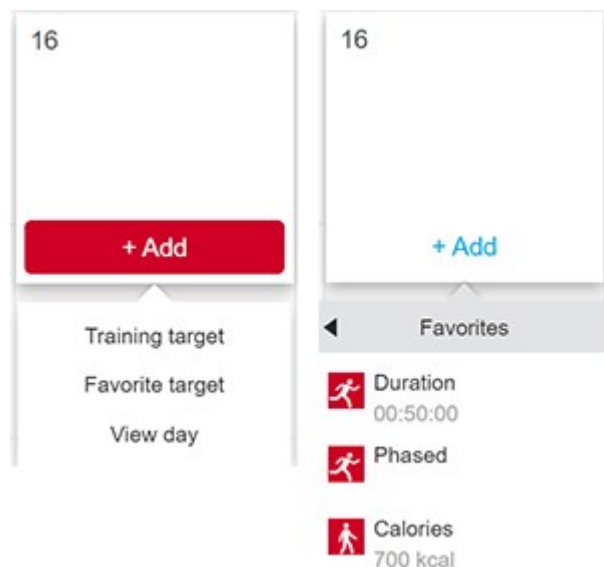 16
+ Add
Training target
Favorite target
View day
16
+ Add
Favorites
Duration
00:50:00
Phased
Calories
700 kcal